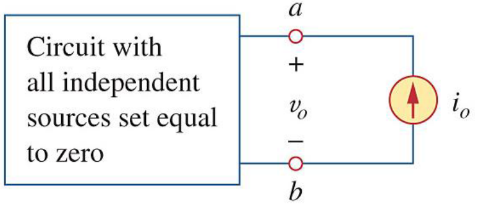 a
Circuit with
all independent
sources set equal
to zero
+
v_o
−
i_o
b